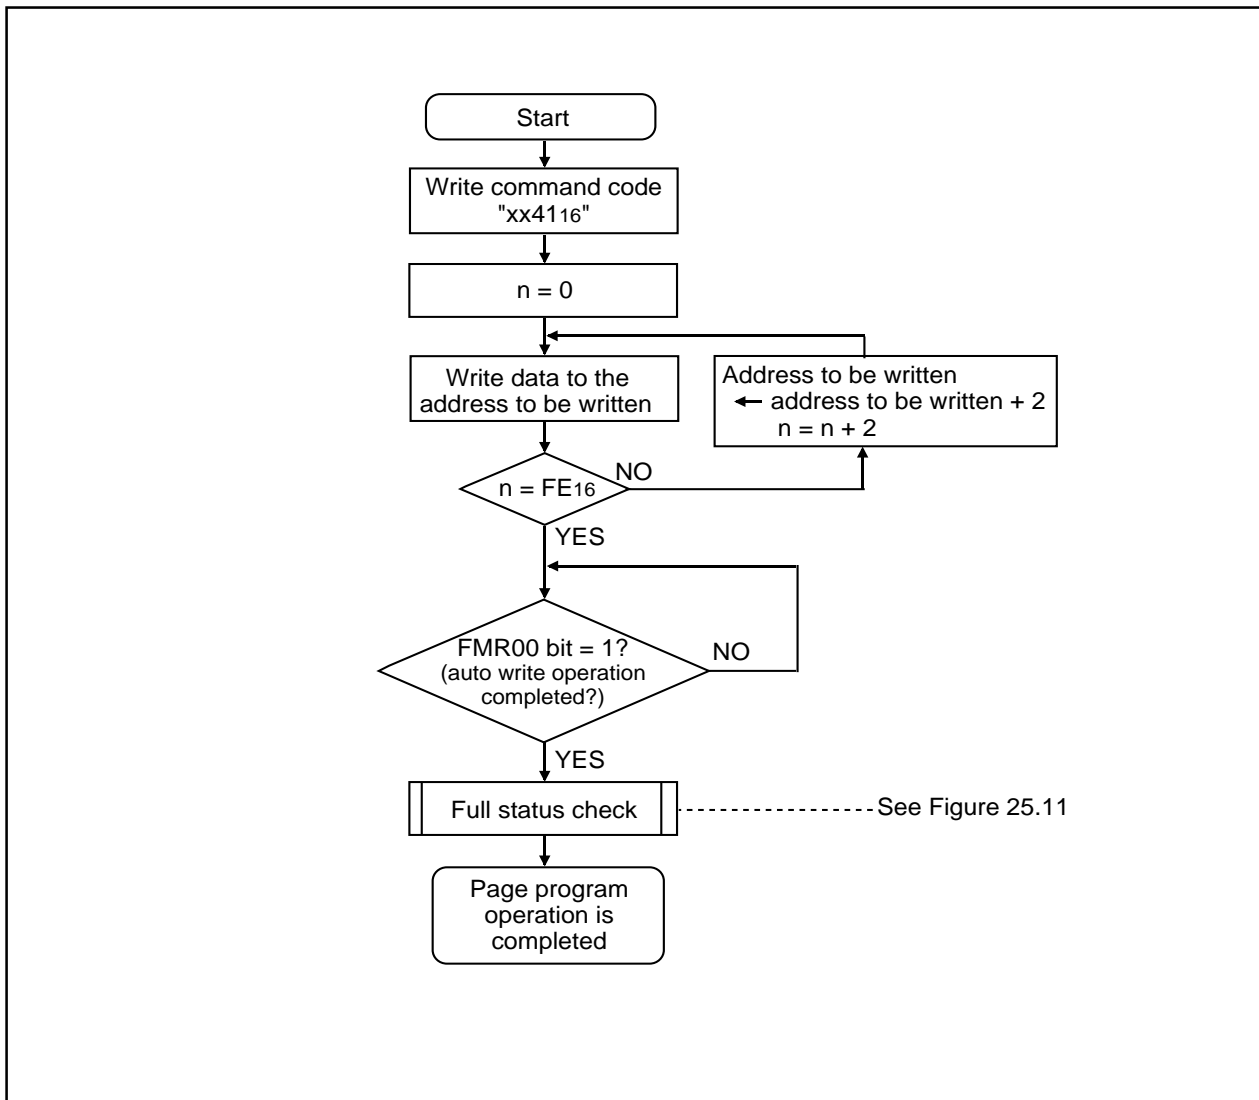 Start
Write command code
"xx4116"
n = 0
Write data to the
address to be written
Address to be written
← address to be written + 2
n = n + 2
n = FE16
NO
YES
FMR00 bit = 1?
(auto write operation
completed?)
NO
YES
Full status check
See Figure 25.11
Page program
operation is
completed